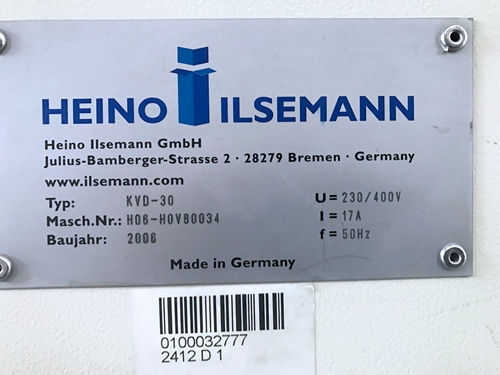 HEINO ILSEMANN
Heino Ilsemann GmbH
Julius-Bamberger-Strasse 2 · 28279 Bremen · Germany
www.ilsemann.com
Typ: KVD-30 U = 230/400V
Masch.Nr.: H06-H0V80034 I = 17A
Baujahr: 2006 f = 50Hz
Made in Germany
0100032777
2412 D 1